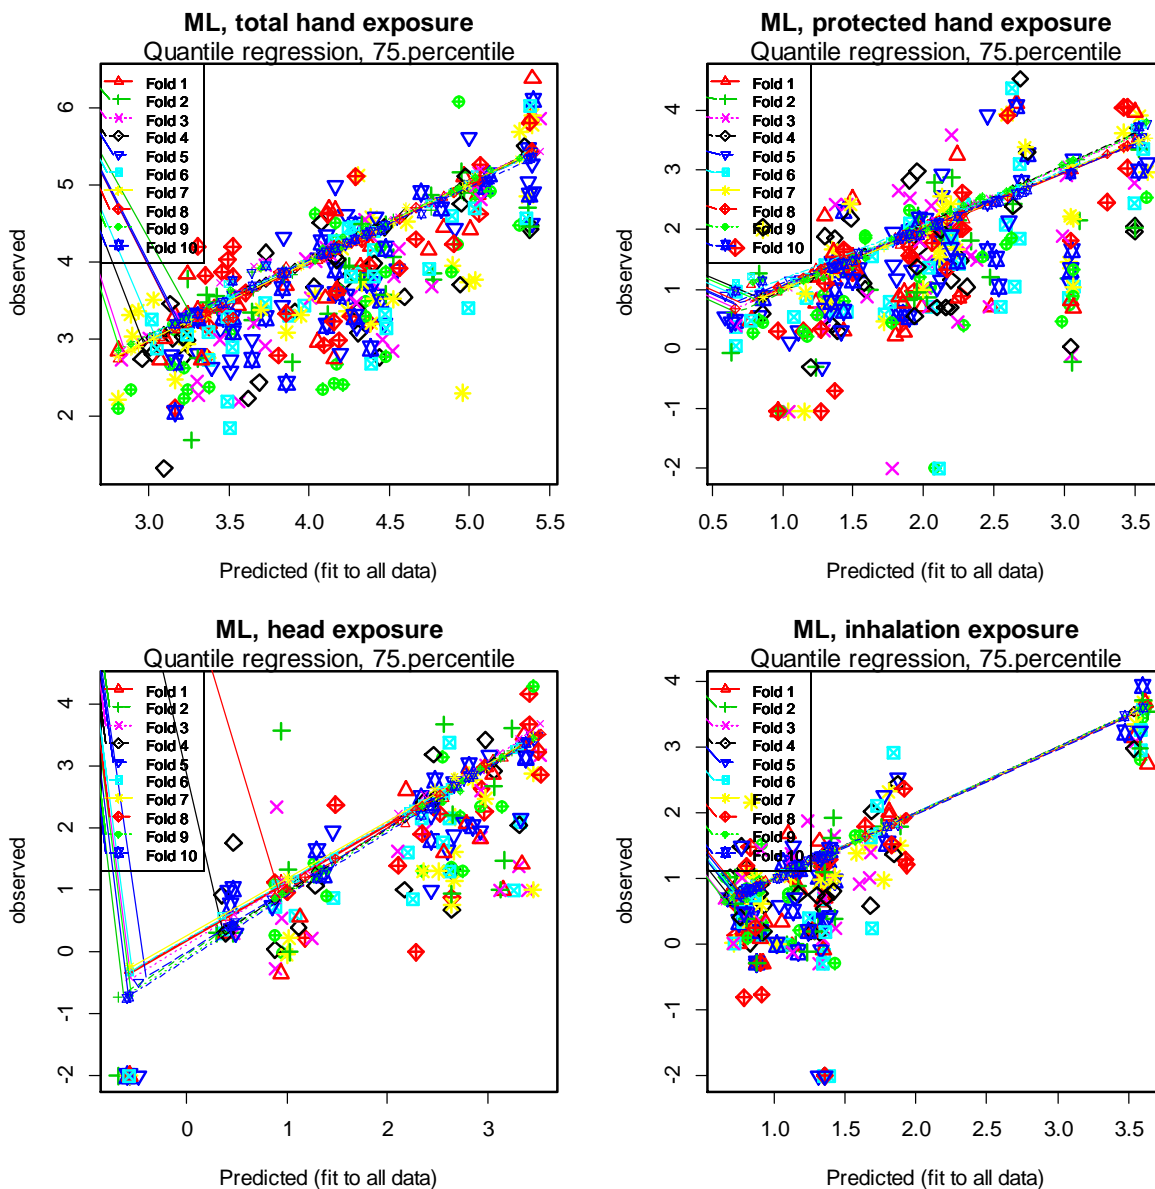 ML, total hand exposure
Quantile regression, 75.percentile
Fold 1
Fold 2
Fold 3
Fold 4
Fold 5
Fold 6
Fold 7
Fold 8
Fold 9
Fold 10
observed
6
5
4
3
2
3.0 3.5 4.0 4.5 5.0 5.5
Predicted (fit to all data)
ML, protected hand exposure
Quantile regression, 75.percentile
Fold 1
Fold 2
Fold 3
Fold 4
Fold 5
Fold 6
Fold 7
Fold 8
Fold 9
Fold 10
observed
4
3
2
1
0
-1
-2
0.5 1.0 1.5 2.0 2.5 3.0 3.5
Predicted (fit to all data)
ML, head exposure
Quantile regression, 75.percentile
Fold 1
Fold 2
Fold 3
Fold 4
Fold 5
Fold 6
Fold 7
Fold 8
Fold 9
Fold 10
observed
4
3
2
1
0
-1
-2
0 1 2 3
Predicted (fit to all data)
ML, inhalation exposure
Quantile regression, 75.percentile
Fold 1
Fold 2
Fold 3
Fold 4
Fold 5
Fold 6
Fold 7
Fold 8
Fold 9
Fold 10
observed
4
3
2
1
0
-1
-2
1.0 1.5 2.0 2.5 3.0 3.5
Predicted (fit to all data)